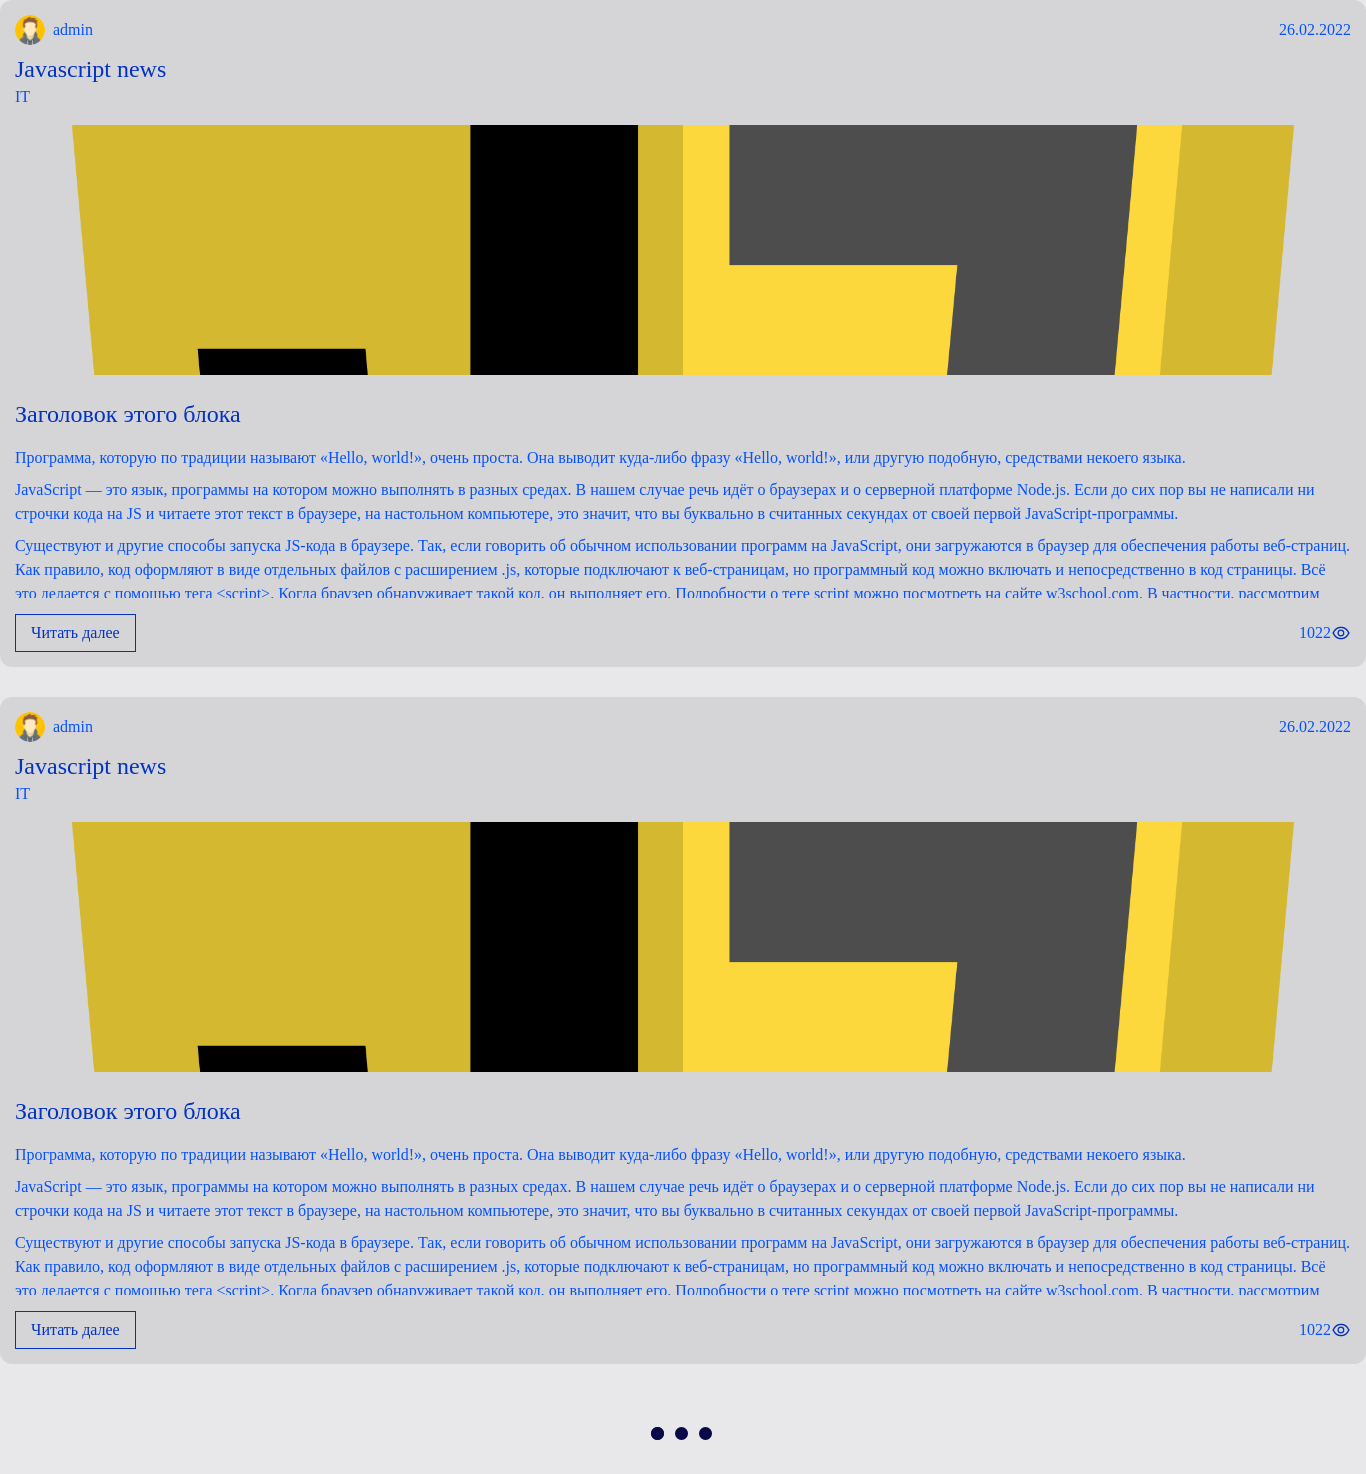 admin
26.02.2022
Javascript news
IT
Заголовок этого блока
Программа, которую по традиции называют «Hello, world!», очень проста. Она выводит куда-либо фразу «Hello, world!», или другую подобную, средствами некоего языка.
JavaScript — это язык, программы на котором можно выполнять в разных средах. В нашем случае речь идёт о браузерах и о серверной платформе Node.js. Если до сих пор вы не написали ни
строчки кода на JS и читаете этот текст в браузере, на настольном компьютере, это значит, что вы буквально в считанных секундах от своей первой JavaScript-программы.
Существуют и другие способы запуска JS-кода в браузере. Так, если говорить об обычном использовании программ на JavaScript, они загружаются в браузер для обеспечения работы веб-страниц.
Как правило, код оформляют в виде отдельных файлов с расширением .js, которые подключают к веб-страницам, но программный код можно включать и непосредственно в код страницы. Всё
это делается с помощью тега <script>. Когда браузер обнаруживает такой код, он выполняет его. Подробности о теге script можно посмотреть на сайте w3school.com. В частности, рассмотрим
Читать далее
1022
admin
26.02.2022
Javascript news
IT
Заголовок этого блока
Программа, которую по традиции называют «Hello, world!», очень проста. Она выводит куда-либо фразу «Hello, world!», или другую подобную, средствами некоего языка.
JavaScript — это язык, программы на котором можно выполнять в разных средах. В нашем случае речь идёт о браузерах и о серверной платформе Node.js. Если до сих пор вы не написали ни
строчки кода на JS и читаете этот текст в браузере, на настольном компьютере, это значит, что вы буквально в считанных секундах от своей первой JavaScript-программы.
Существуют и другие способы запуска JS-кода в браузере. Так, если говорить об обычном использовании программ на JavaScript, они загружаются в браузер для обеспечения работы веб-страниц.
Как правило, код оформляют в виде отдельных файлов с расширением .js, которые подключают к веб-страницам, но программный код можно включать и непосредственно в код страницы. Всё
это делается с помощью тега <script>. Когда браузер обнаруживает такой код, он выполняет его. Подробности о теге script можно посмотреть на сайте w3school.com. В частности, рассмотрим
Читать далее
1022